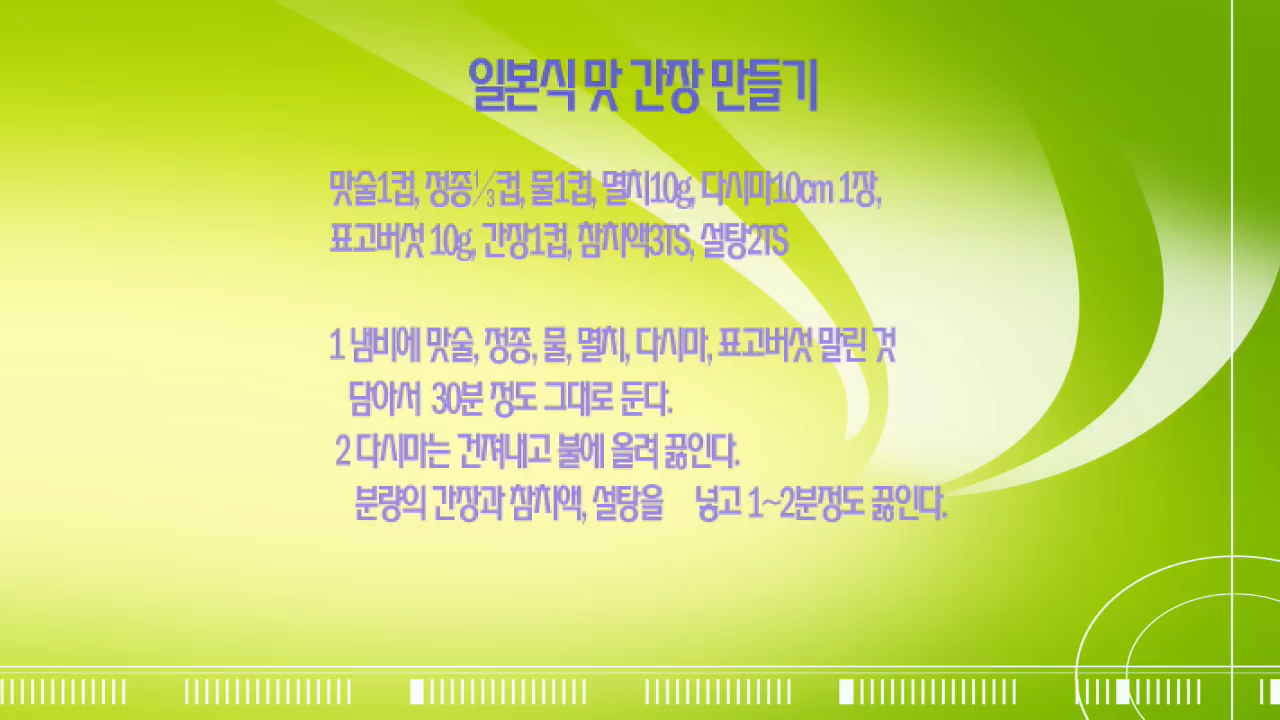 일본식 맛 간장 만들기
맛술1컵, 정종⅓컵, 물1컵, 멸치10g, 다시마10cm 1장,
표고버섯 10g, 간장1컵, 참치액3TS, 설탕2TS
1 냄비에 맛술, 정종, 물, 멸치, 다시마, 표고버섯 말린 것
담아서 30분 정도 그대로 둔다.
2 다시마는 건져내고 불에 올려 끓인다.
분량의 간장과 참치액, 설탕을 넣고 1~2분정도 끓인다.